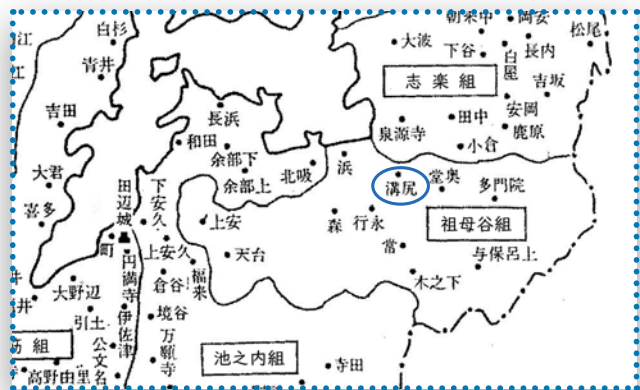 白杉
青井
吉田
大君
喜多
大野辺
引土
高野由里
公文名
筋組
田辺城
町
円満寺
伊佐津
下安久
上安久
倉谷
福来
境谷
万願寺
池之内組
寺田
長浜
和田
余部下
余部上
北吸
浜
上安
天台
森
行永
溝尻
堂奥
多門院
祖母谷組
当
与保呂上
木之下
朝来中
岡安
大波
下谷
白屋
長内
松尾
志楽組
吉坂
安岡
田中
鹿原
泉源寺
小倉
江
江
井
井